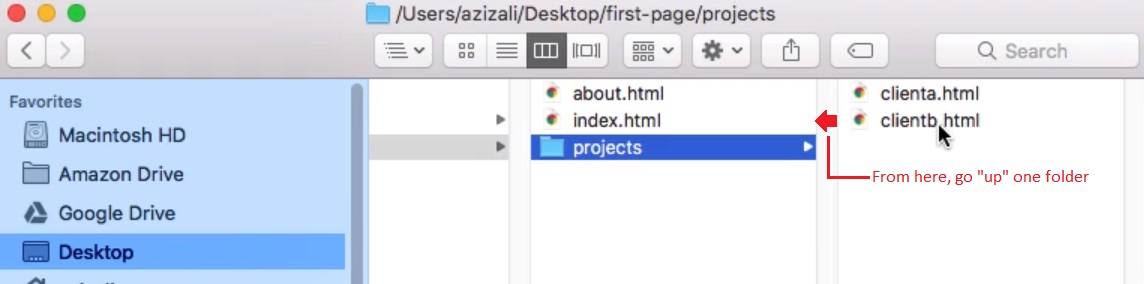 /Users/azizali/Desktop/first-page/projects
Search
Favorites
Macintosh HD
Amazon Drive
Google Drive
Desktop
about.html
index.html
projects
clienta.html
clientb.html
From here, go "up" one folder